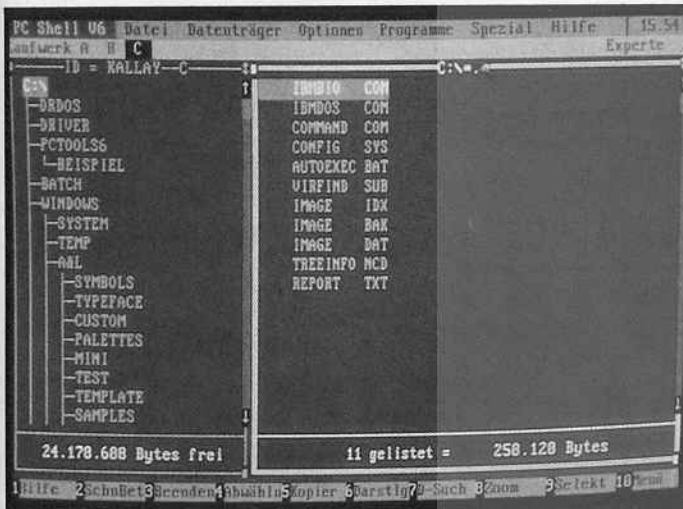 PC Shell V6 Datei Datenträger Optionen Programme Spezial Hilfe 15.54
Laufwerk A B C Experte
ID = KALLAY--C
C:\*.*
C:\
DRDOS
DRIVER
PCTOOLS6
BEISPIEL
BATCH
WINDOWS
SYSTEM
TEMP
A&L
SYMBOLS
TYPEFACE
CUSTOM
PALETTES
MINI
TEST
TEMPLATE
SAMPLES
IBMBIO COM
IBMDOS COM
COMMAND COM
CONFIG SYS
AUTOEXEC BAT
VIRFIND SUB
IMAGE IDX
IMAGE BAK
IMAGE DAT
TREEINFO NCD
REPORT TXT
24.178.688 Bytes frei
11 gelistet = 258.128 Bytes
1Hilfe 2SchnBet 3Beenden 4Abwähln 5Kopier 6Darstlg 7D-Such 8Zoom 9Selekt 10Menü